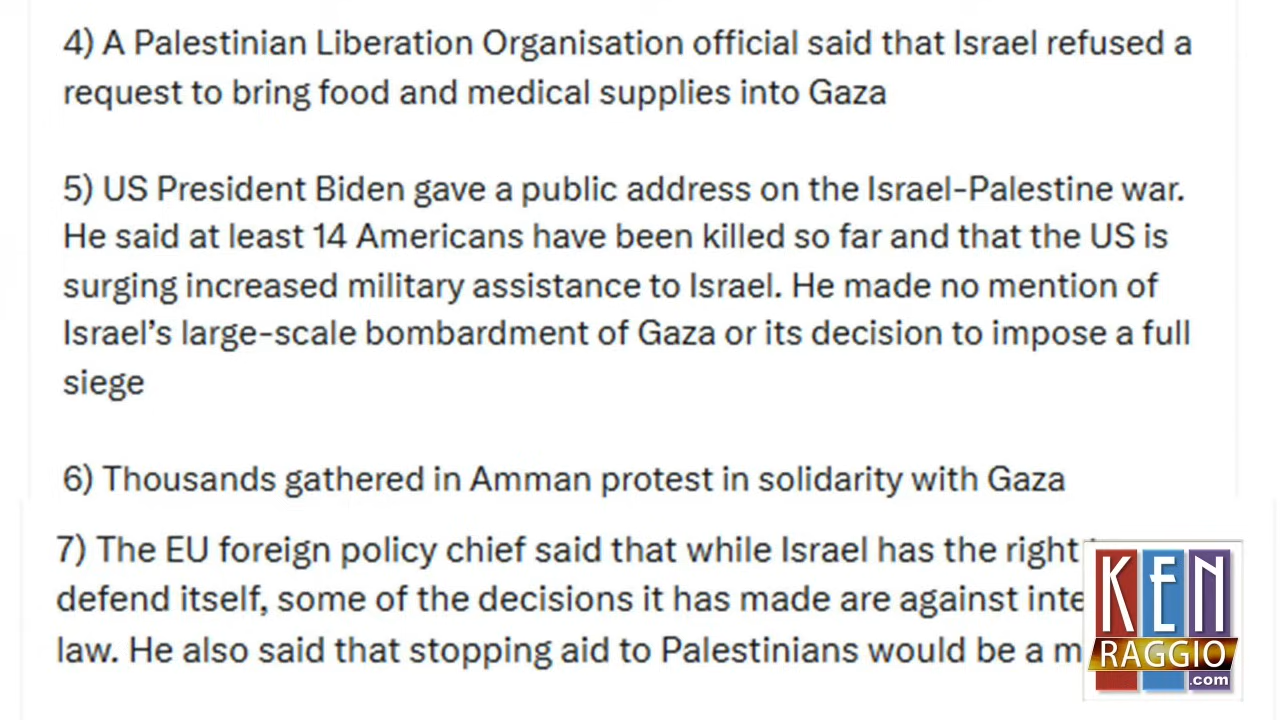 4) A Palestinian Liberation Organisation official said that Israel refused a
request to bring food and medical supplies into Gaza
5) US President Biden gave a public address on the Israel-Palestine war.
He said at least 14 Americans have been killed so far and that the US is
surging increased military assistance to Israel. He made no mention of
Israel’s large-scale bombardment of Gaza or its decision to impose a full
siege
6) Thousands gathered in Amman protest in solidarity with Gaza
7) The EU foreign policy chief said that while Israel has the right
defend itself, some of the decisions it has made are against
law. He also said that stopping aid to Palestinians would be a
KEN
RAGGIO
.com